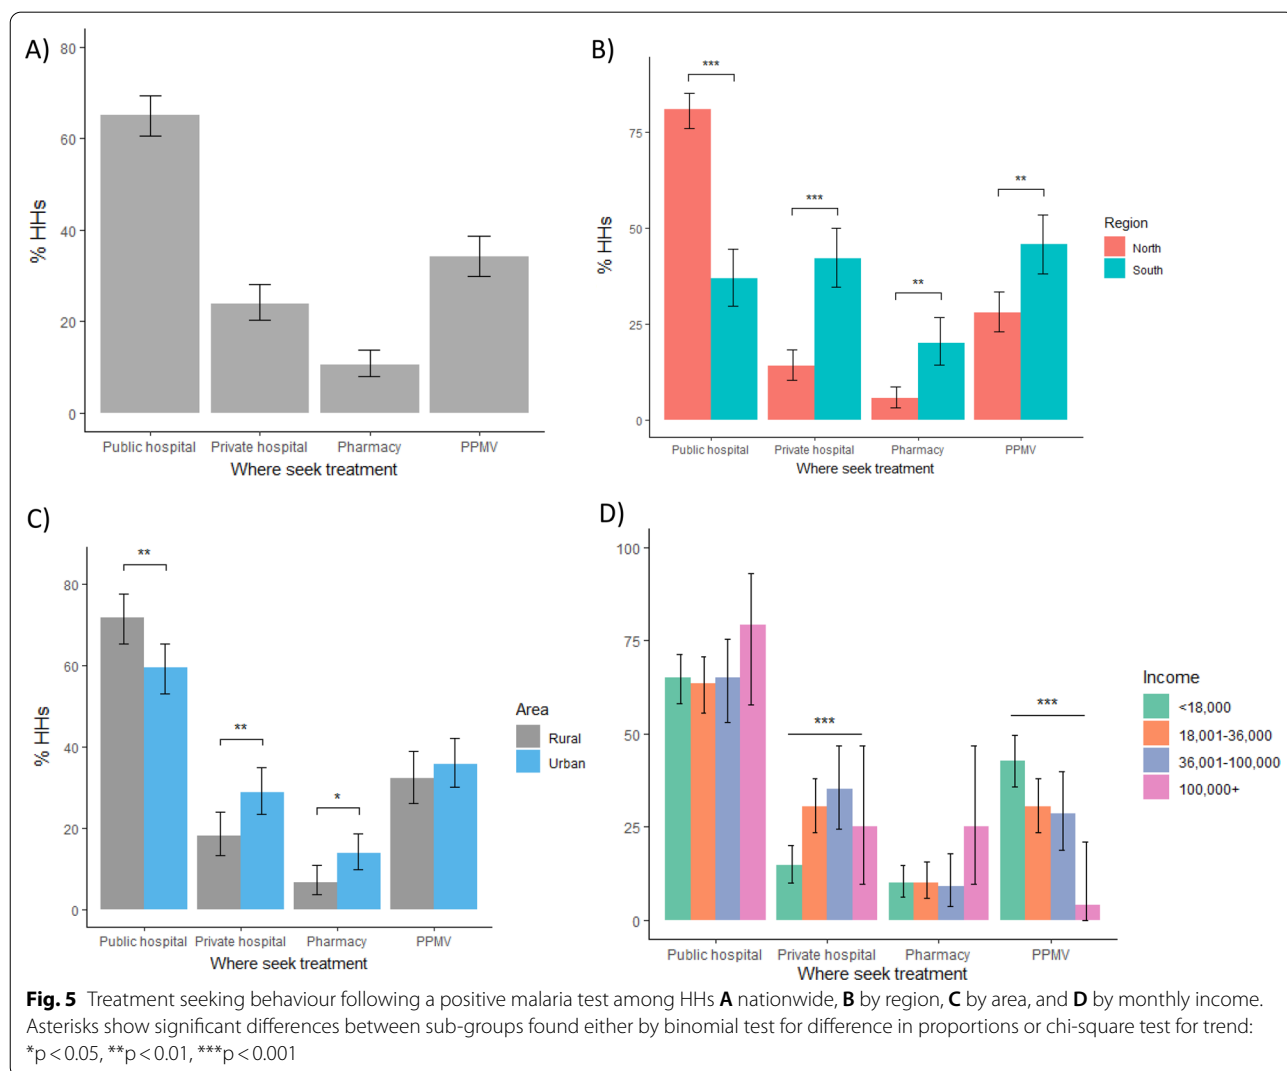 A)
80
60
40
20
0
% HHs
Public hospital Private hospital Pharmacy PPMV
Where seek treatment
B)
75
50
25
0
% HHs
***
***
**
**
Public hospital Private hospital Pharmacy PPMV
Where seek treatment
Region
North
South
C)
80
60
40
20
0
% HHs
**
**
*
Public hospital Private hospital Pharmacy PPMV
Where seek treatment
Area
Rural
Urban
D)
100
75
50
25
0
***
***
Public hospital Private hospital Pharmacy PPMV
Where seek treatment
Income
<18,000
18,001-36,000
36,001-100,000
100,000+
Fig. 5 Treatment seeking behaviour following a positive malaria test among HHs A nationwide, B by region, C by area, and D by monthly income.
Asterisks show significant differences between sub-groups found either by binomial test for difference in proportions or chi-square test for trend:
*p < 0.05, **p < 0.01, ***p < 0.001